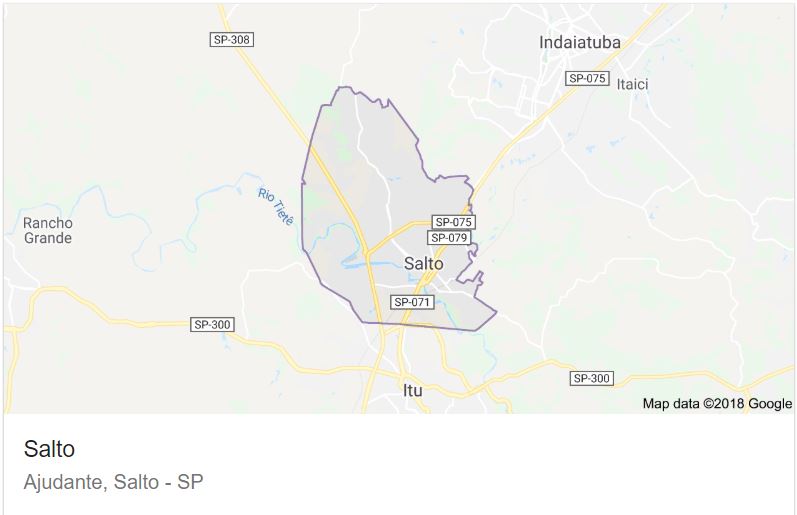 SP-308
Indaiatuba
SP-075
Itaici
Rio Tietê
Rancho
Grande
SP-075
SP-079
Salto
SP-071
SP-300
SP-300
Itu
Map data ©2018 Google
Salto
Ajudante, Salto - SP